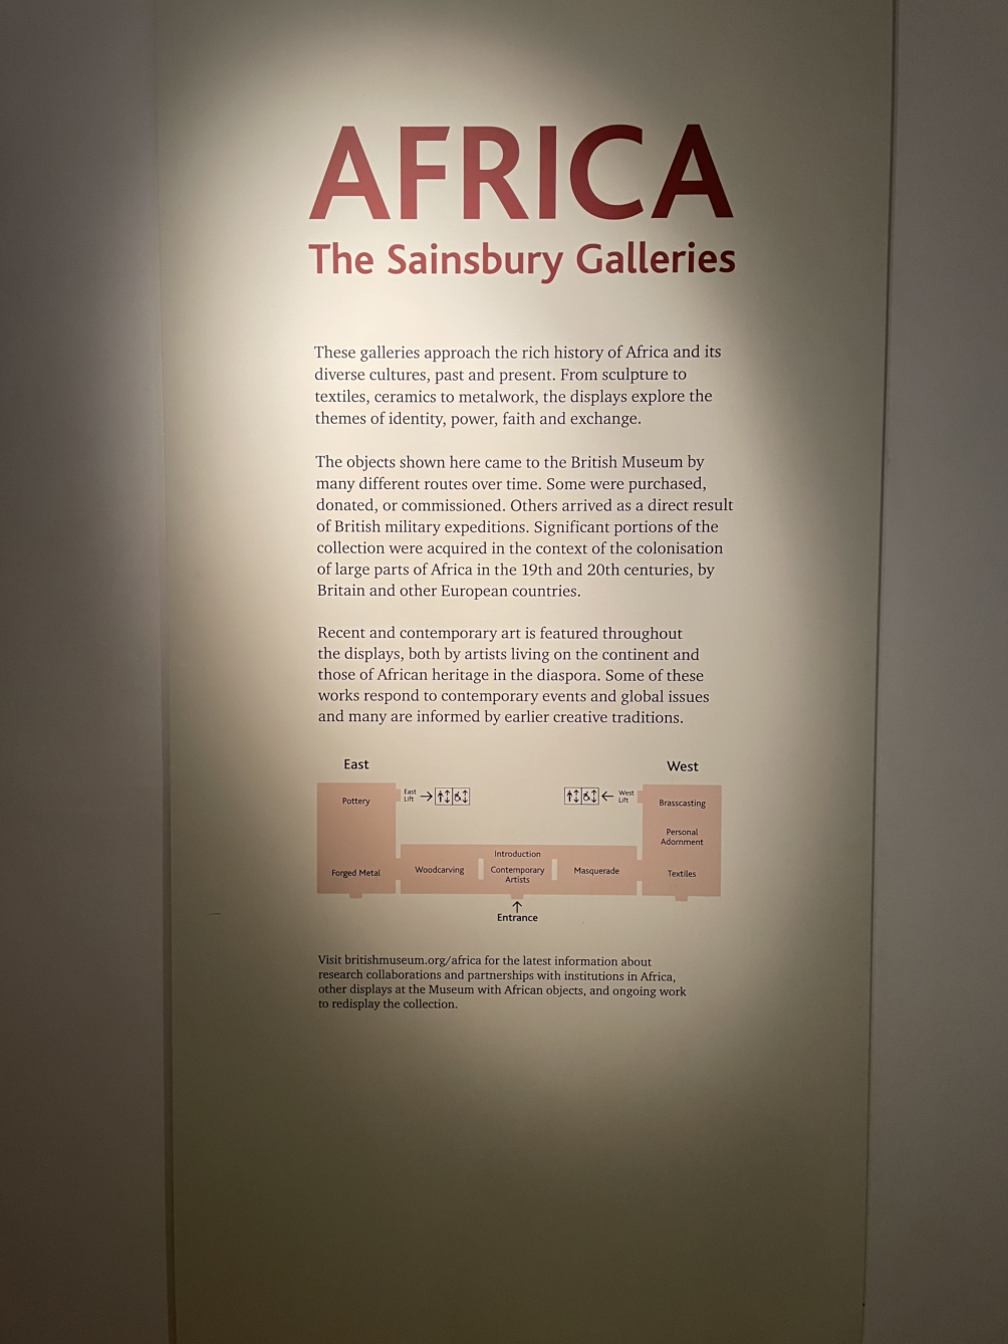 AFRICA
The Sainsbury Galleries
These galleries approach the rich history of Africa and its
diverse cultures, past and present. From sculpture to
textiles, ceramics to metalwork, the displays explore the
themes of identity, power, faith and exchange.
The objects shown here came to the British Museum by
many different routes over time. Some were purchased,
donated, or commissioned. Others arrived as a direct result
of British military expeditions. Significant portions of the
collection were acquired in the context of the colonisation
of large parts of Africa in the 19th and 20th centuries, by
Britain and other European countries.
Recent and contemporary art is featured throughout
the displays, both by artists living on the continent and
those of African heritage in the diaspora. Some of these
works respond to contemporary events and global issues
and many are informed by earlier creative traditions.
East
West
Pottery
East
Lift
West
Lift
Brasscasting
Personal
Adornment
Introduction
Forged Metal
Woodcarving
Contemporary
Artists
Masquerade
Textiles
Entrance
Visit britishmuseum.org/africa for the latest information about
research collaborations and partnerships with institutions in Africa,
other displays at the Museum with African objects, and ongoing work
to redisplay the collection.